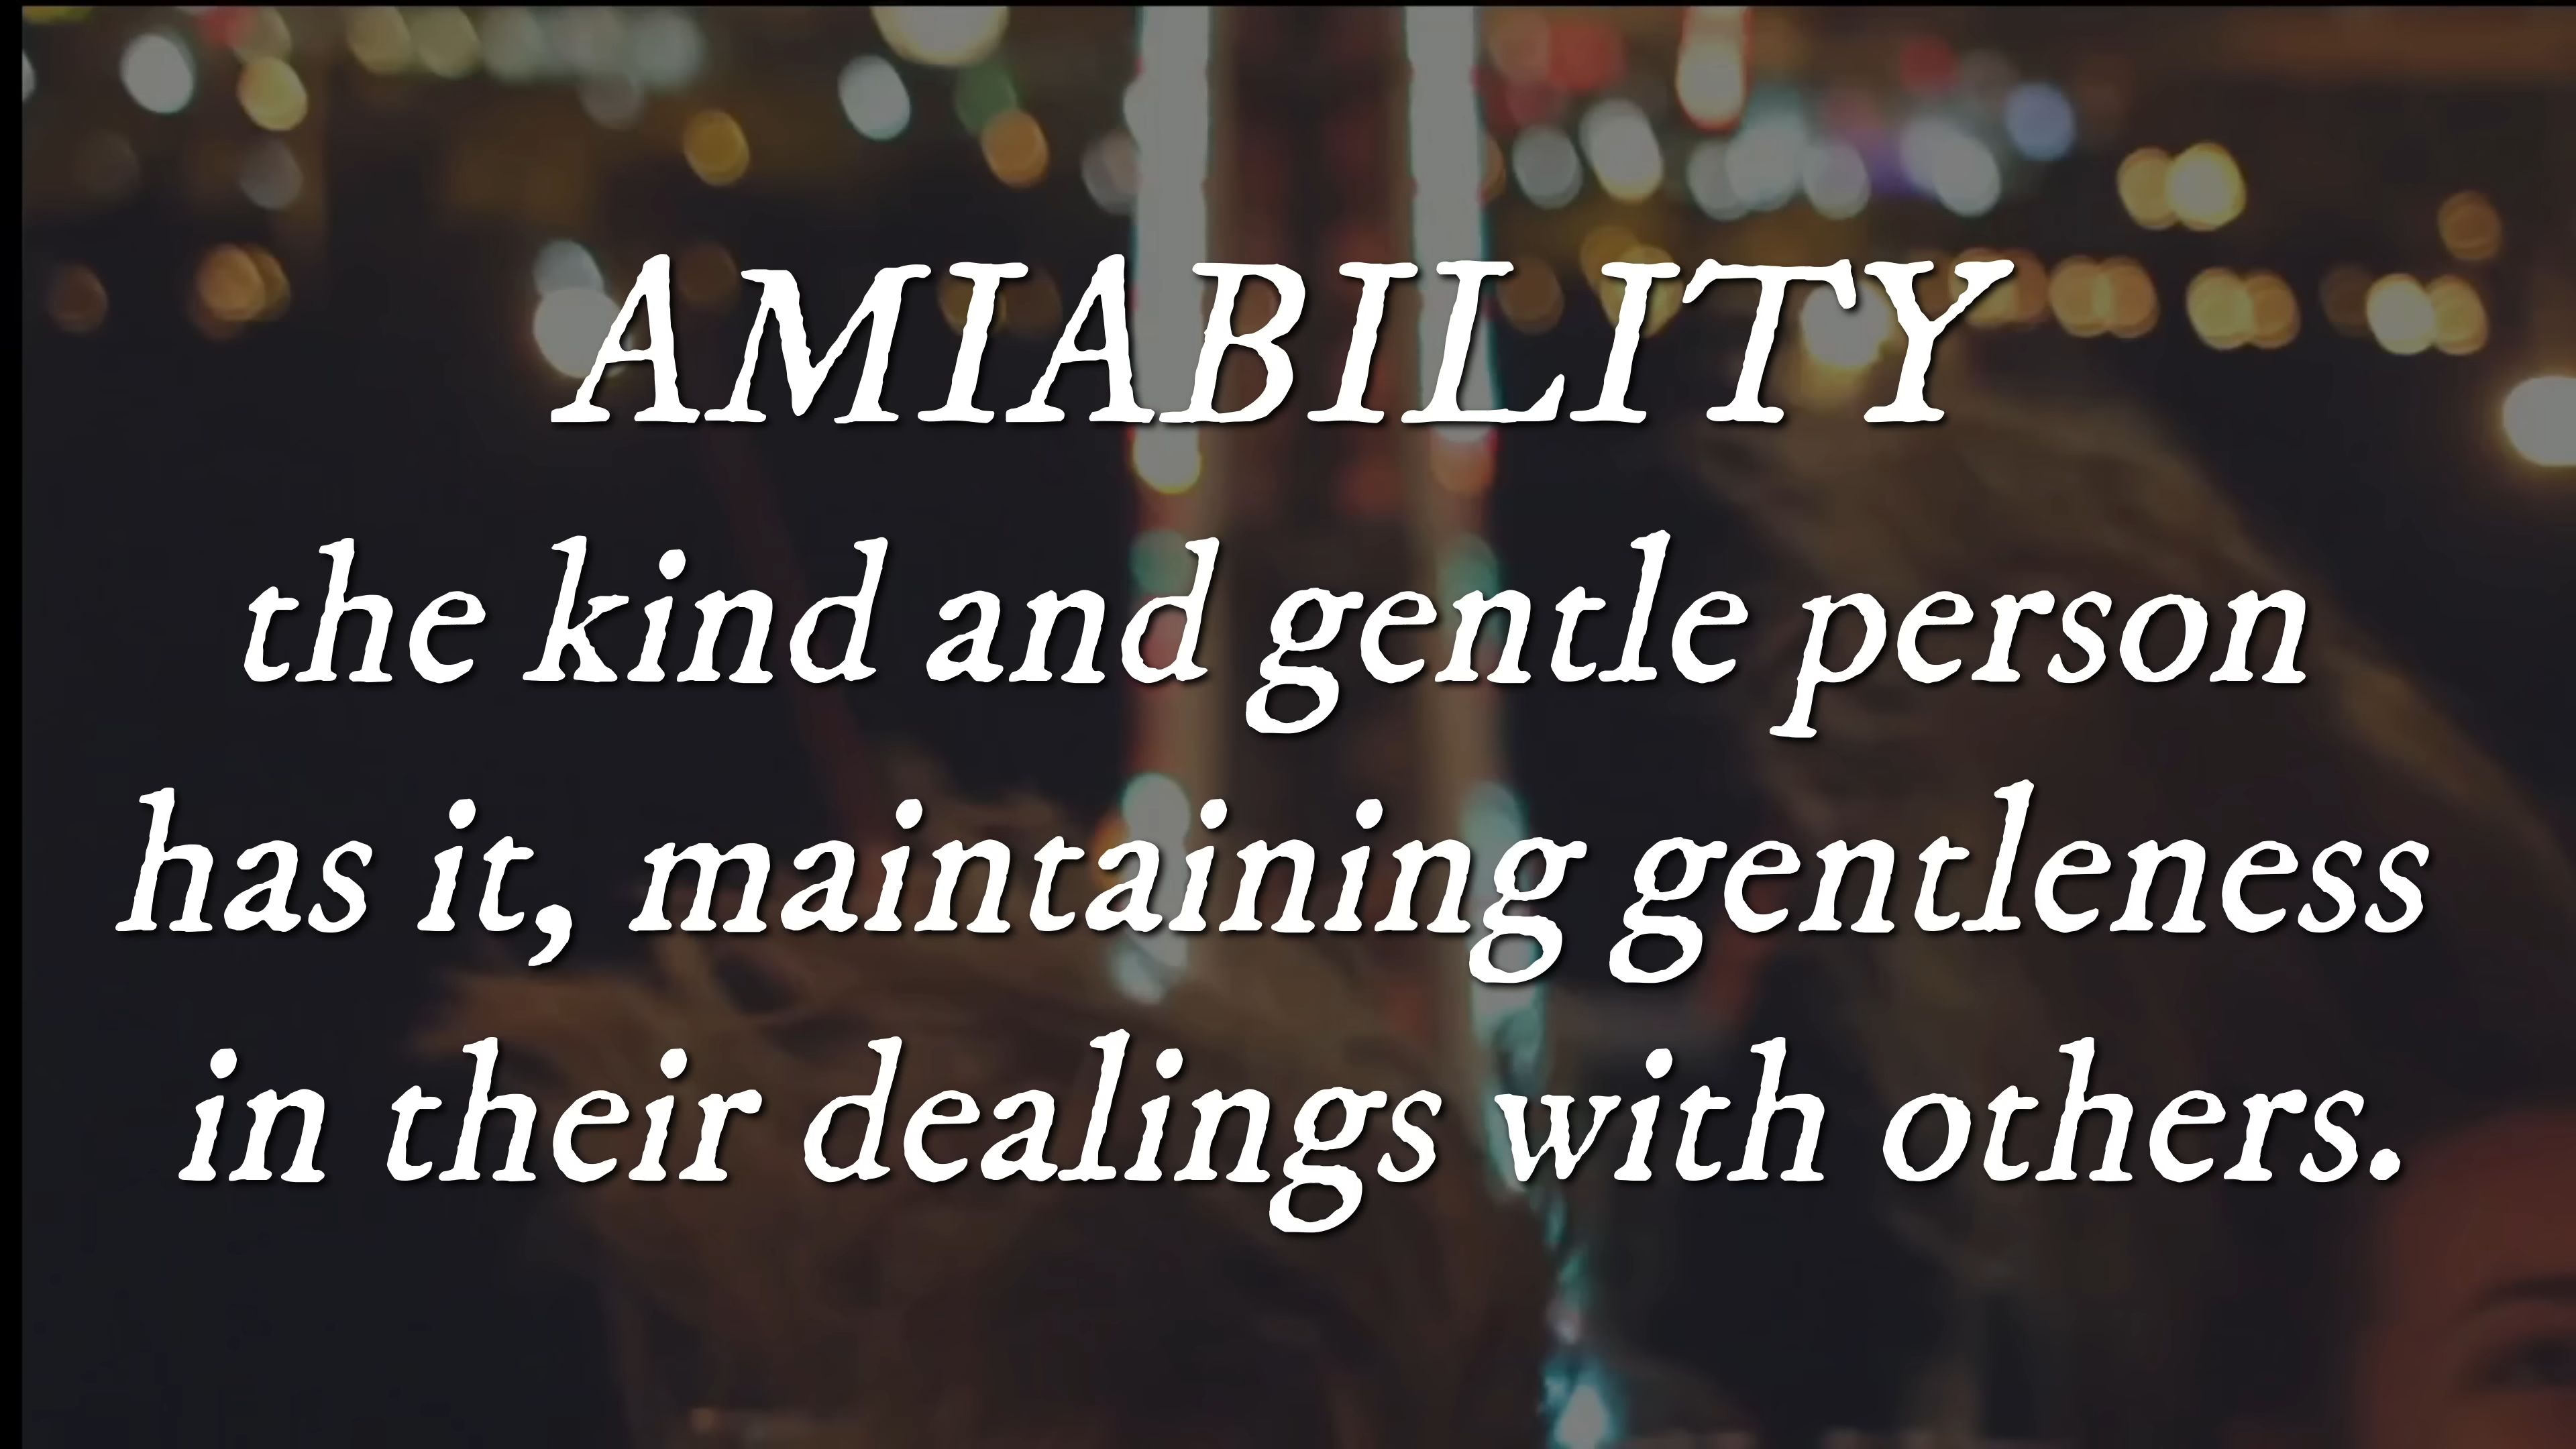 AMIABILITY
the kind and gentle person
has it, maintaining gentleness
in their dealings with others.